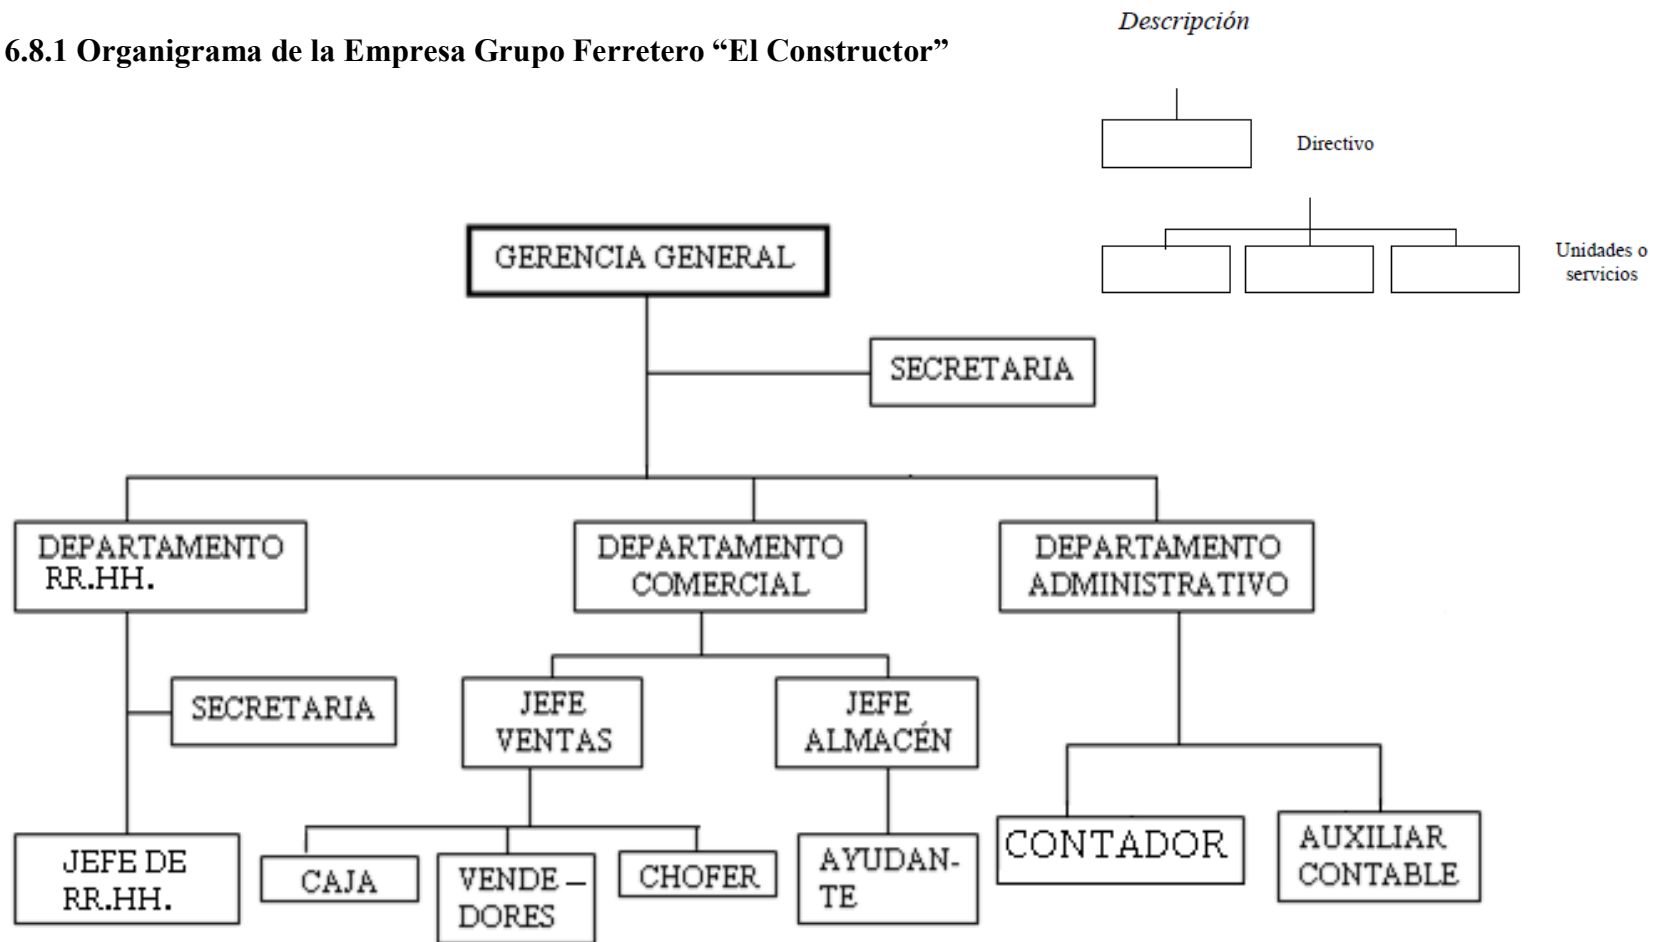 Descripción
6.8.1 Organigrama de la Empresa Grupo Ferretero “El Constructor”
Directivo
Unidades o
servicios
GERENCIA GENERAL
SECRETARIA
DEPARTAMENTO
RR.HH.
DEPARTAMENTO
COMERCIAL
DEPARTAMENTO
ADMINISTRATIVO
SECRETARIA
JEFE
VENTAS
JEFE
ALMACÉN
JEFE DE
RR.HH.
CAJA
VENDE –
DORES
CHOFER
AYUDAN-
TE
CONTADOR
AUXILIAR
CONTABLE